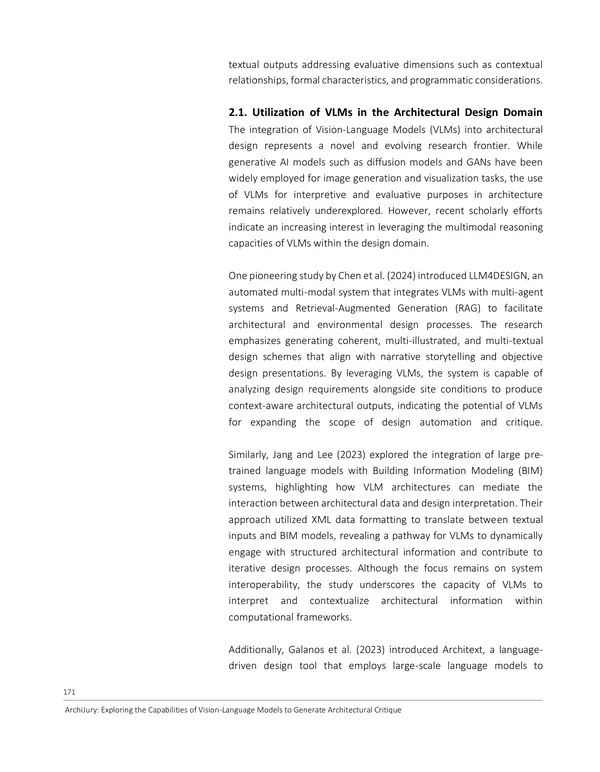 textual outputs addressing evaluative dimensions such as contextual
relationships, formal characteristics, and programmatic considerations.
2.1. Utilization of VLMs in the Architectural Design Domain
The integration of Vision-Language Models (VLMs) into architectural
design represents a novel and evolving research frontier. While
generative AI models such as diffusion models and GANs have been
widely employed for image generation and visualization tasks, the use
of VLMs for interpretive and evaluative purposes in architecture
remains relatively underexplored. However, recent scholarly efforts
indicate an increasing interest in leveraging the multimodal reasoning
capacities of VLMs within the design domain.
One pioneering study by Chen et al. (2024) introduced LLM4DESIGN, an
automated multi-modal system that integrates VLMs with multi-agent
systems and Retrieval-Augmented Generation (RAG) to facilitate
architectural and environmental design processes. The research
emphasizes generating coherent, multi-illustrated, and multi-textual
design schemes that align with narrative storytelling and objective
design presentations. By leveraging VLMs, the system is capable of
analyzing design requirements alongside site conditions to produce
context-aware architectural outputs, indicating the potential of VLMs
for expanding the scope of design automation and critique.
Similarly, Jang and Lee (2023) explored the integration of large pre-
trained language models with Building Information Modeling (BIM)
systems, highlighting how VLM architectures can mediate the
interaction between architectural data and design interpretation. Their
approach utilized XML data formatting to translate between textual
inputs and BIM models, revealing a pathway for VLMs to dynamically
engage with structured architectural information and contribute to
iterative design processes. Although the focus remains on system
interoperability, the study underscores the capacity of VLMs to
interpret and contextualize architectural information within
computational frameworks.
Additionally, Galanos et al. (2023) introduced Architext, a language-
driven design tool that employs large-scale language models to
171
ArchiJury: Exploring the Capabilities of Vision-Language Models to Generate Architectural Critique